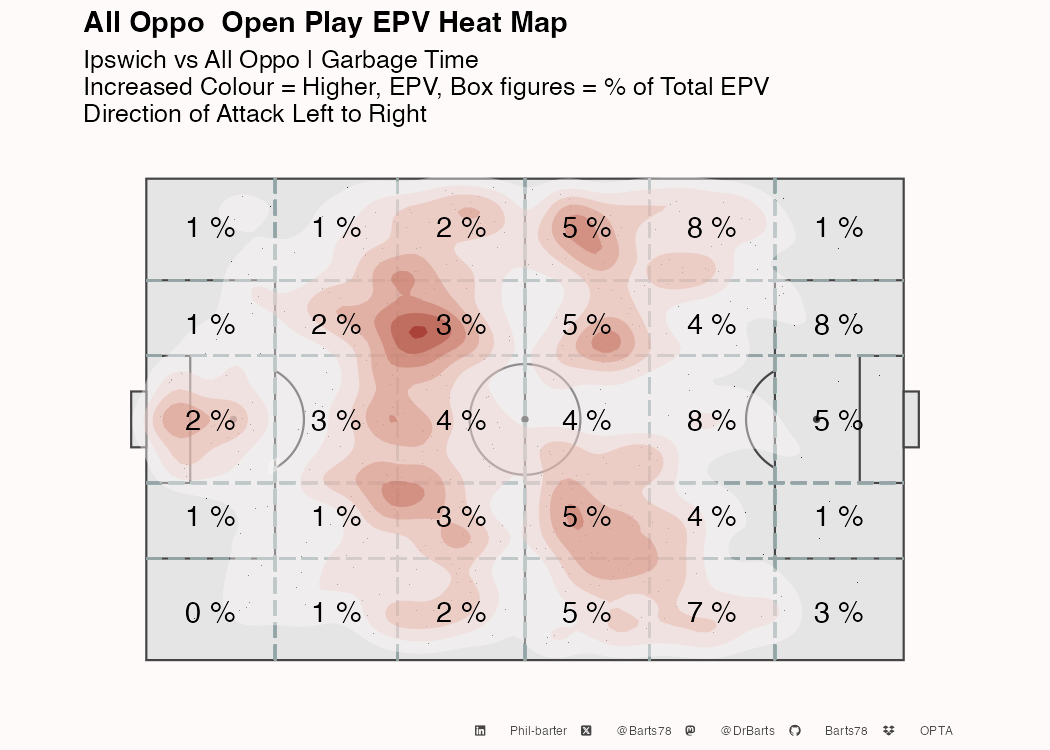 All Oppo  Open Play EPV Heat Map
Ipswich vs All Oppo | Garbage Time
Increased Colour = Higher, EPV, Box figures = % of Total EPV
Direction of Attack Left to Right
1 % 1 % 2 % 5 % 8 % 1 %
1 % 2 % 3 % 5 % 4 % 8 %
2 % 3 % 4 % 4 % 8 % 5 %
1 % 1 % 3 % 5 % 4 % 1 %
0 % 1 % 2 % 5 % 7 % 3 %
Phil-barter @Barts78 @DrBarts Barts78 OPTA